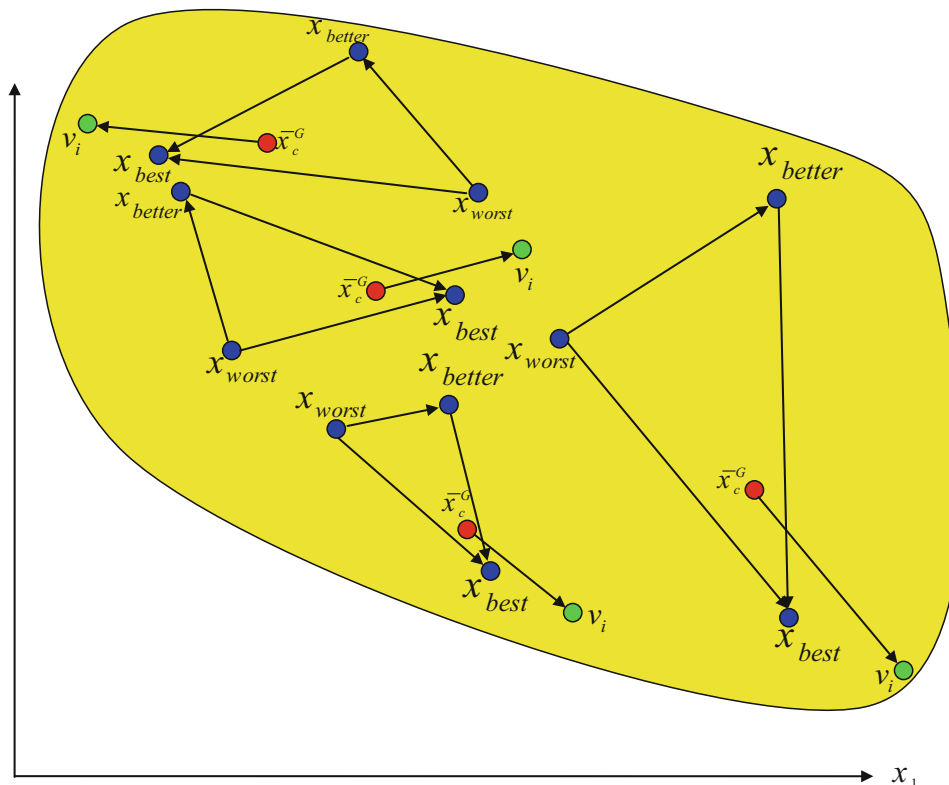 x_better
v_i
x̄_c^G
x_best
x_better
x_better
x_worst
v_i
x̄_c^G
x_best
x_worst
x_worst
x_better
x_worst
x̄_c^G
x̄_c^G
x_best
v_i
x_best
v_i
x_1